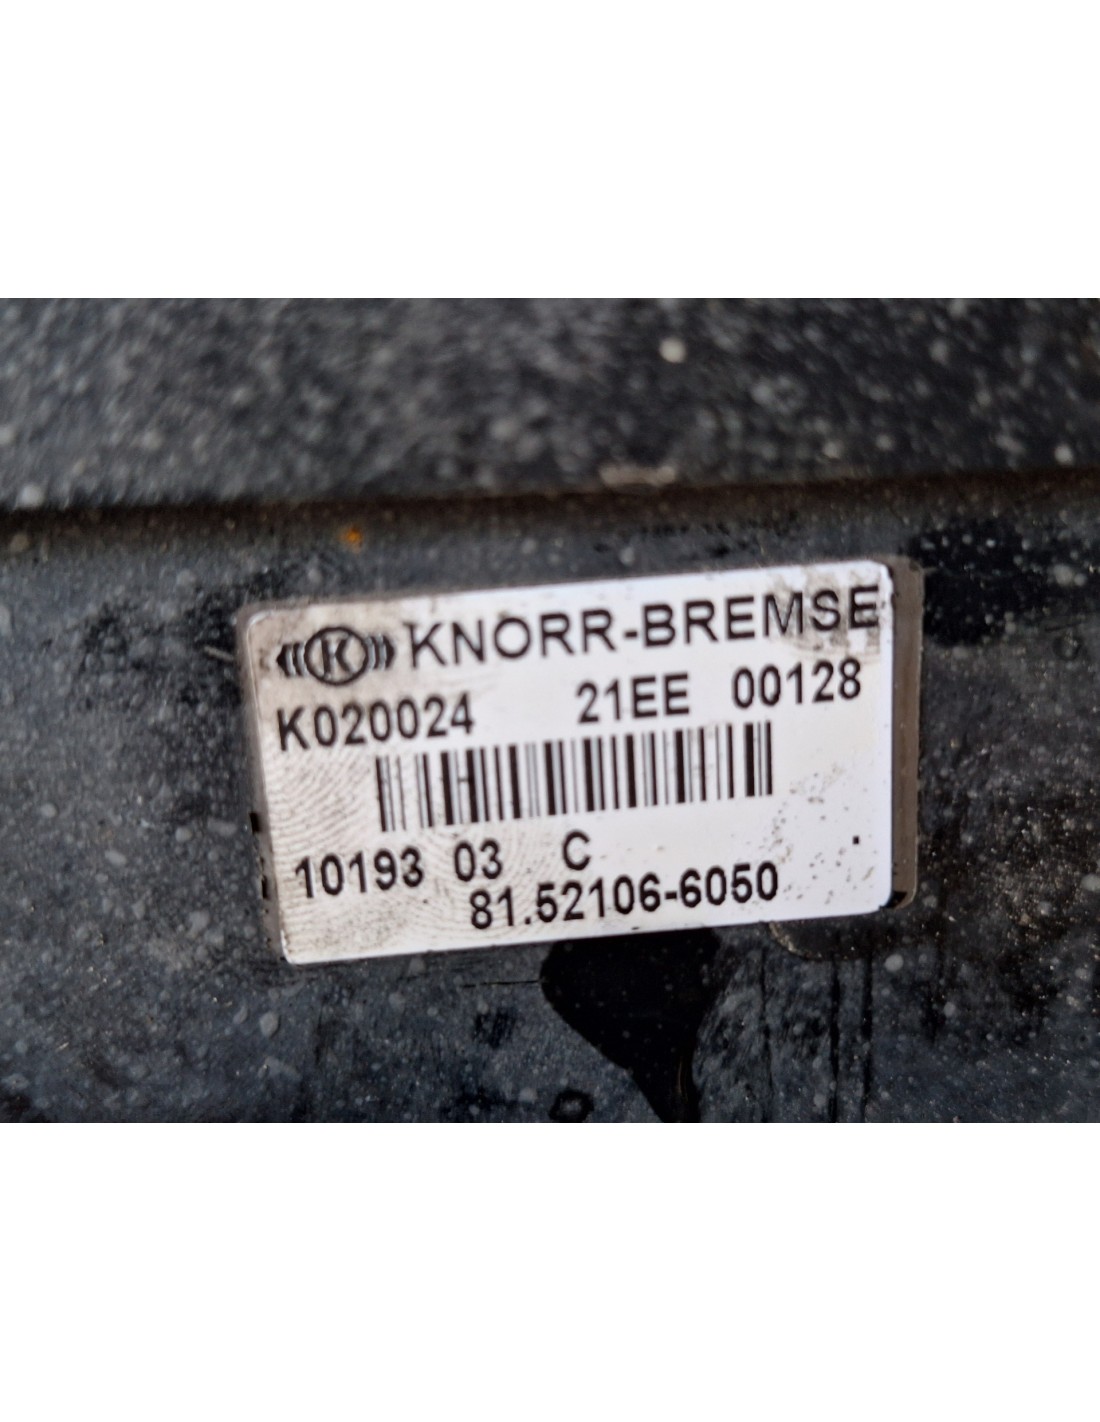 K KNORR-BREMSE
K020024 21EE 00128
10193 03 C
81.52106-6050